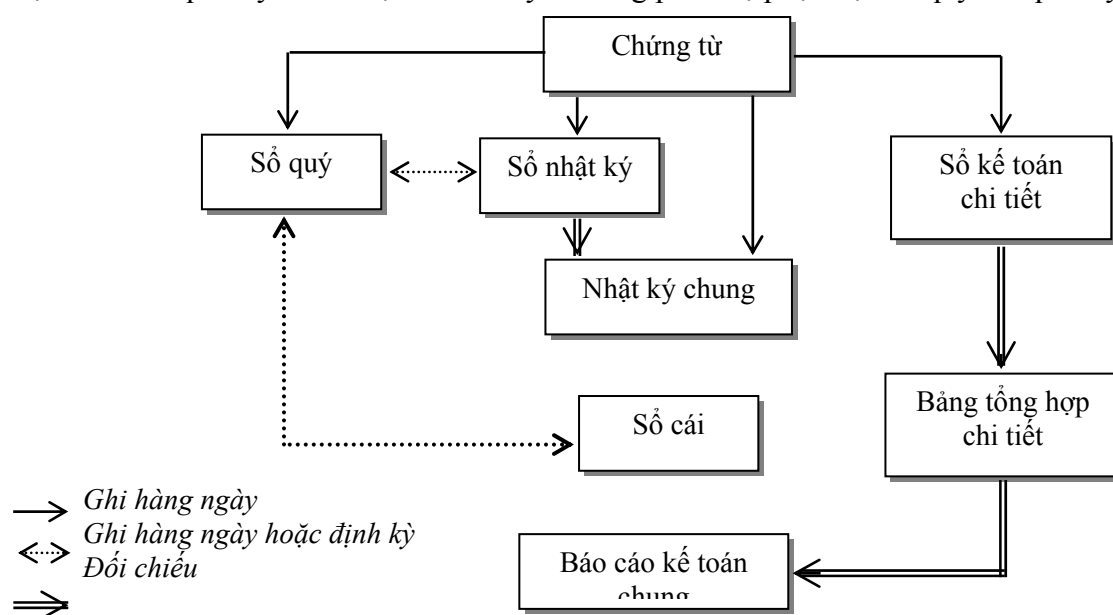 Chứng từ
Sổ quý
Sổ nhật ký
Sổ kế toán
chi tiết
Nhật ký chung
Bảng tổng hợp
chi tiết
Sổ cái
Ghi hàng ngày
Ghi hàng ngày hoặc định kỳ
Đối chiếu
Báo cáo kế toán
chung